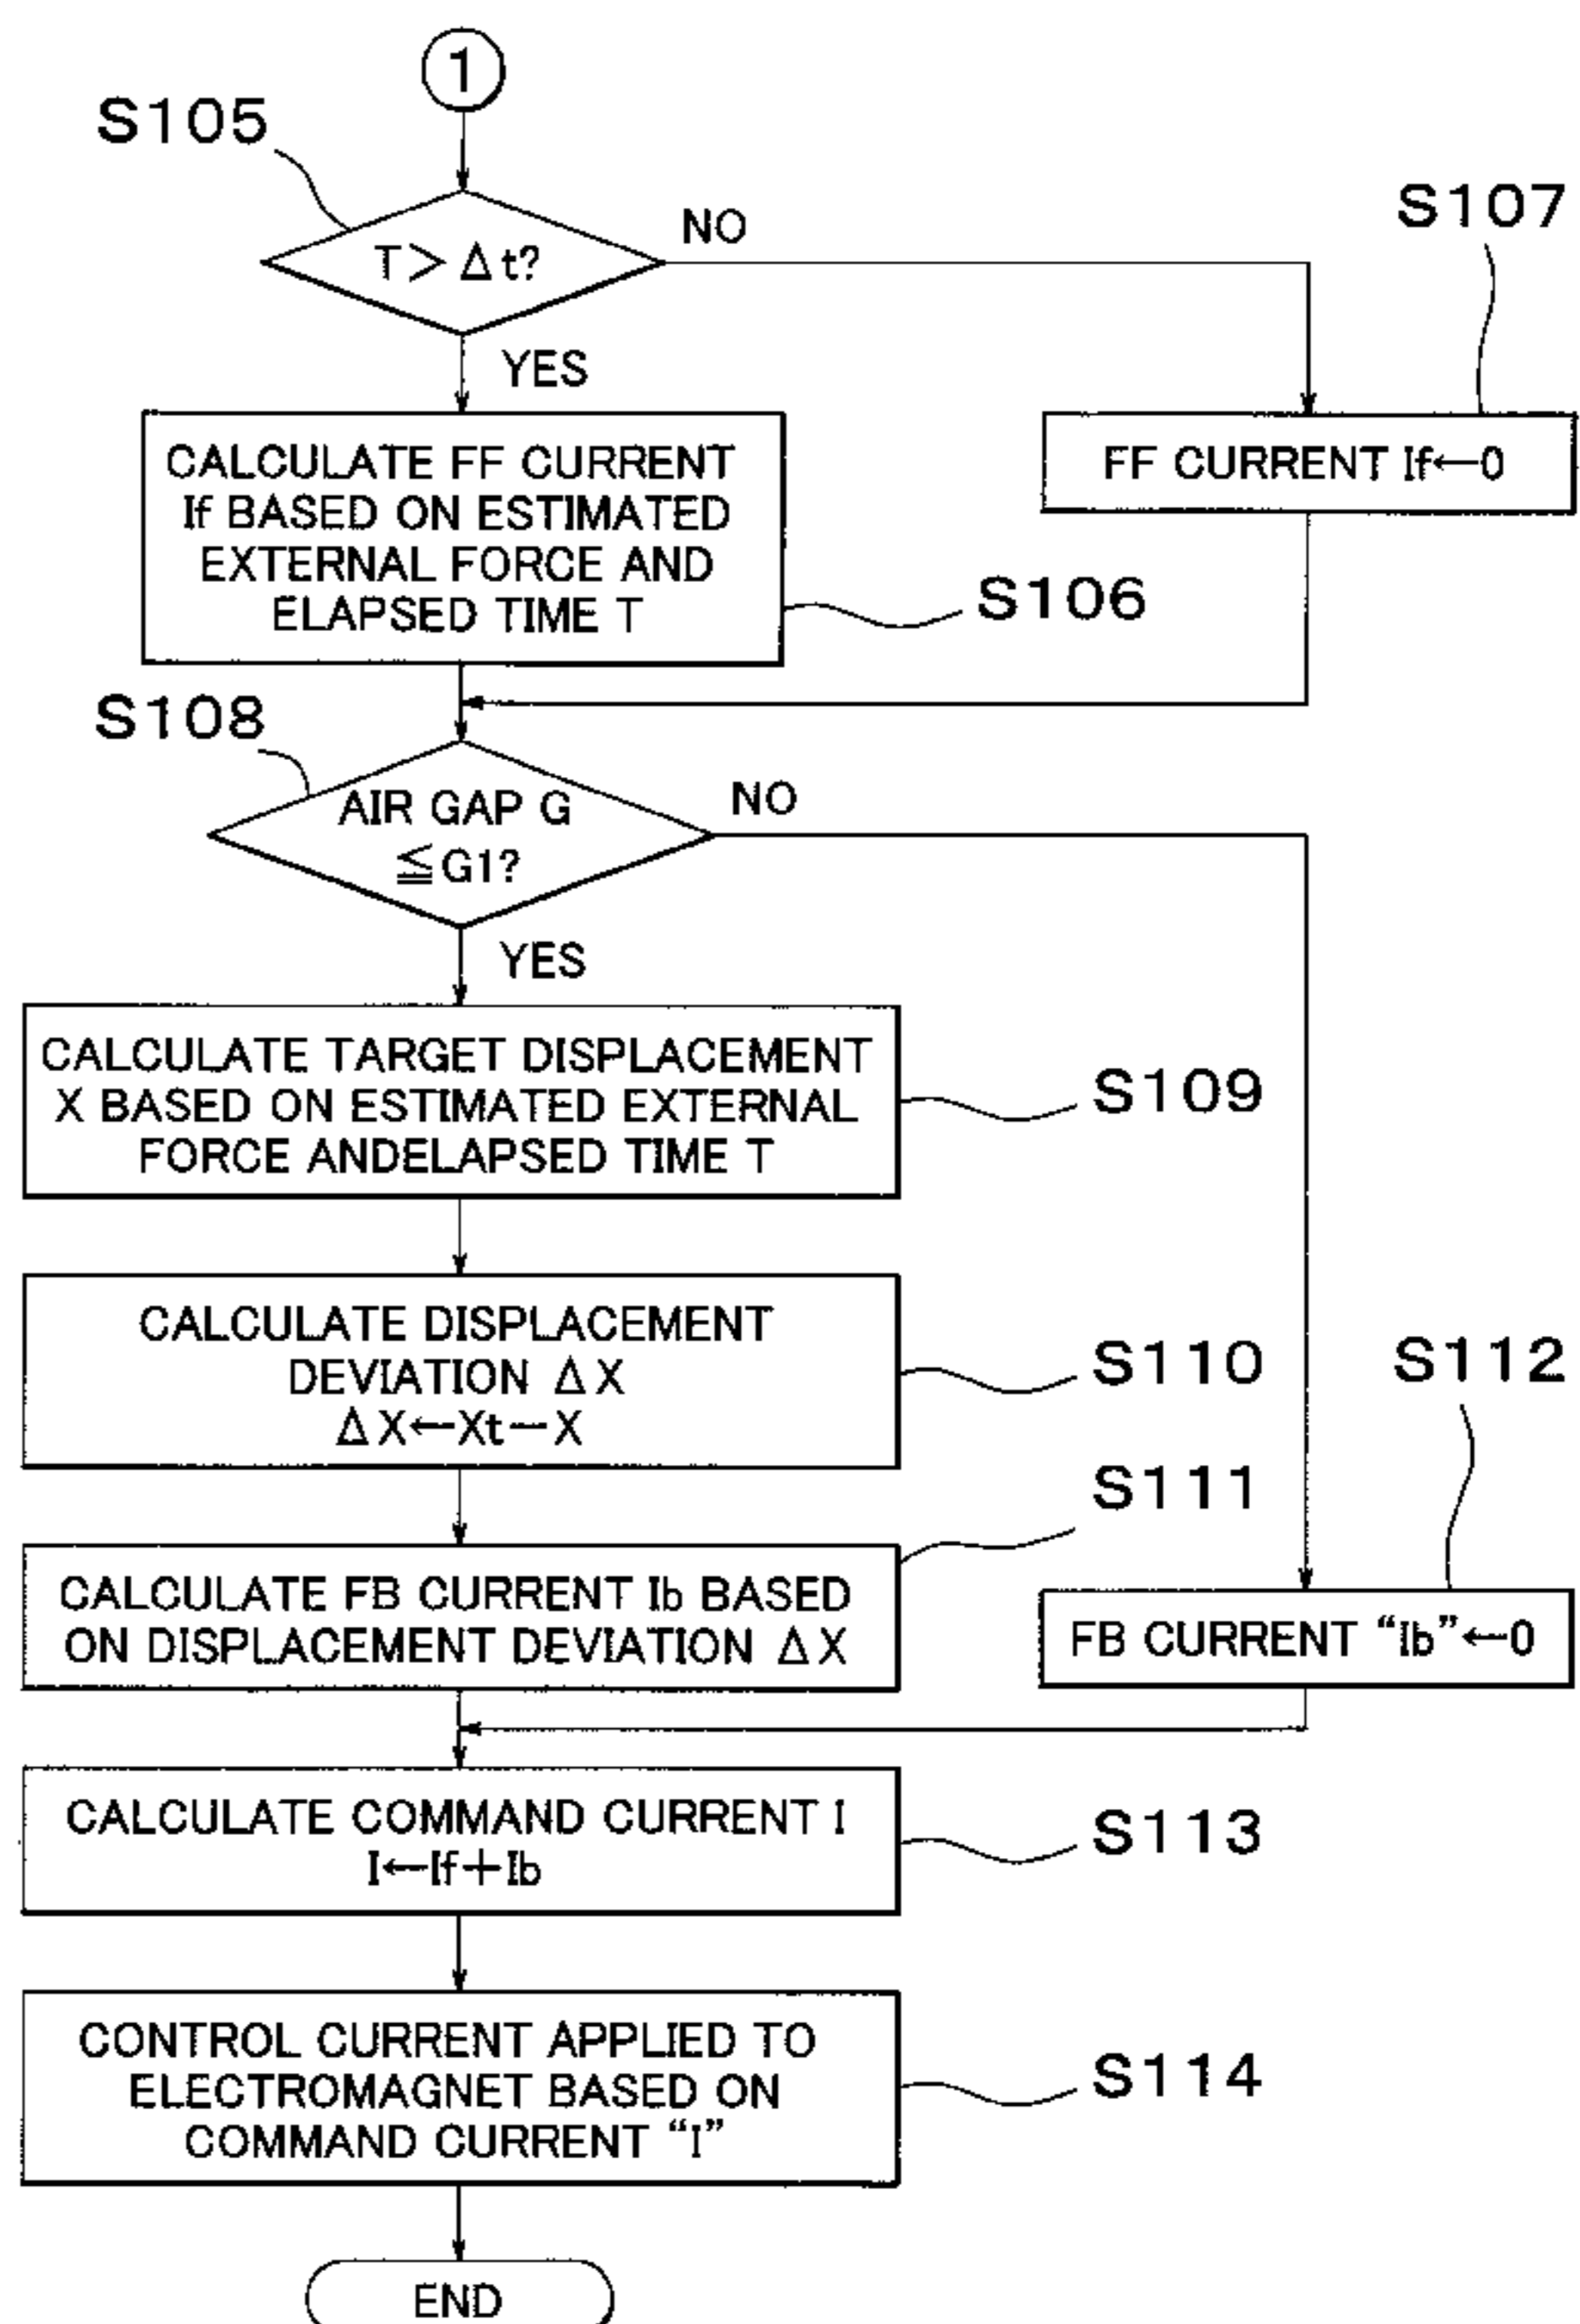 1
S105
T＞Δt?
NO
YES
S107
CALCULATE FF CURRENT
If BASED ON ESTIMATED
EXTERNAL FORCE AND
ELAPSED TIME T
FF CURRENT If←0
S106
S108
AIR GAP G
≦G1?
NO
YES
CALCULATE TARGET DISPLACEMENT
X BASED ON ESTIMATED EXTERNAL
FORCE ANDELAPSED TIME T
S109
CALCULATE DISPLACEMENT
DEVIATION ΔX
ΔX←Xt－X
S110
S112
S111
CALCULATE FB CURRENT Ib BASED
ON DISPLACEMENT DEVIATION ΔX
FB CURRENT “Ib”←0
CALCULATE COMMAND CURRENT I
I←If＋Ib
S113
CONTROL CURRENT APPLIED TO
ELECTROMAGNET BASED ON
COMMAND CURRENT “I”
S114
END